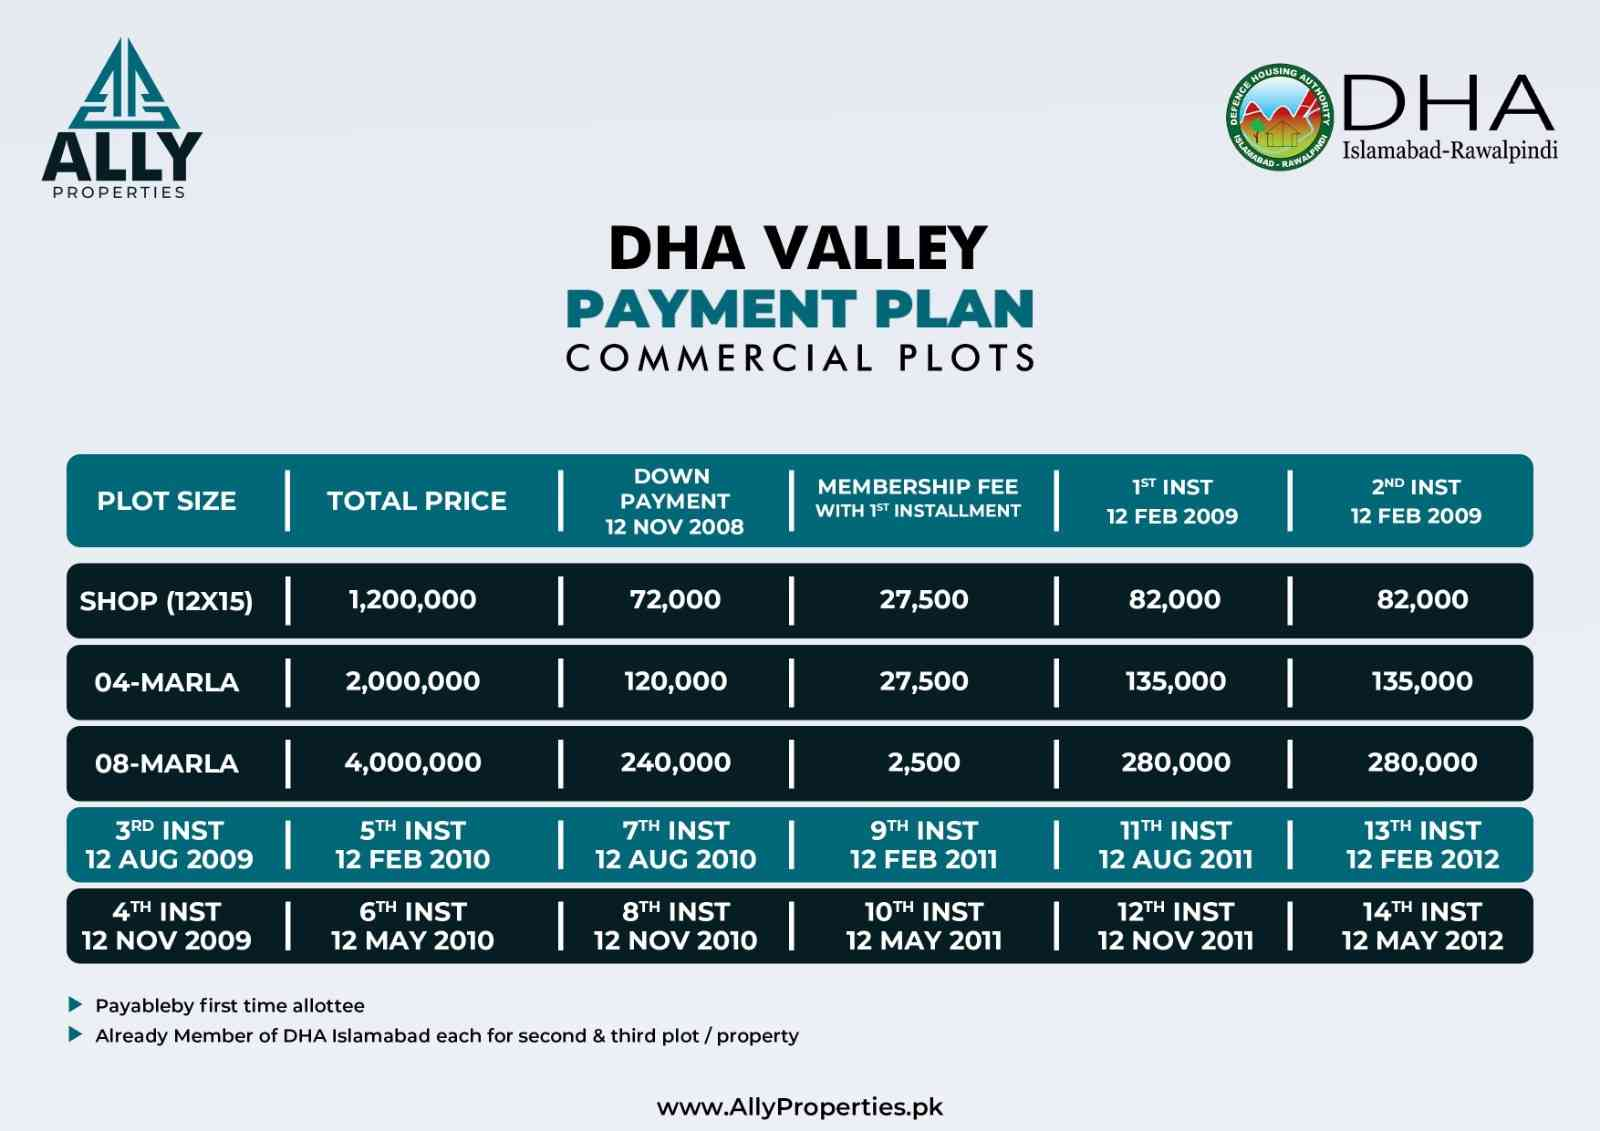 ALLY
PROPERTIES
DEFENCE HOUSING AUTHORITY
ISLAMABAD - RAWALPINDI
DHA
Islamabad-Rawalpindi
DHA VALLEY
PAYMENT PLAN
COMMERCIAL PLOTS
PLOT SIZE
TOTAL PRICE
DOWN
PAYMENT
12 NOV 2008
MEMBERSHIP FEE
WITH 1ST INSTALLMENT
1ST INST
12 FEB 2009
2ND INST
12 FEB 2009
SHOP (12X15) 1,200,000 72,000 27,500 82,000 82,000
04-MARLA 2,000,000 120,000 27,500 135,000 135,000
08-MARLA 4,000,000 240,000 2,500 280,000 280,000
3RD INST 5TH INST 7TH INST 9TH INST 11TH INST 13TH INST
12 AUG 2009 12 FEB 2010 12 AUG 2010 12 FEB 2011 12 AUG 2011 12 FEB 2012
4TH INST 6TH INST 8TH INST 10TH INST 12TH INST 14TH INST
12 NOV 2009 12 MAY 2010 12 NOV 2010 12 MAY 2011 12 NOV 2011 12 MAY 2012
Payableby first time allottee
Already Member of DHA Islamabad each for second & third plot / property
www.AllyProperties.pk